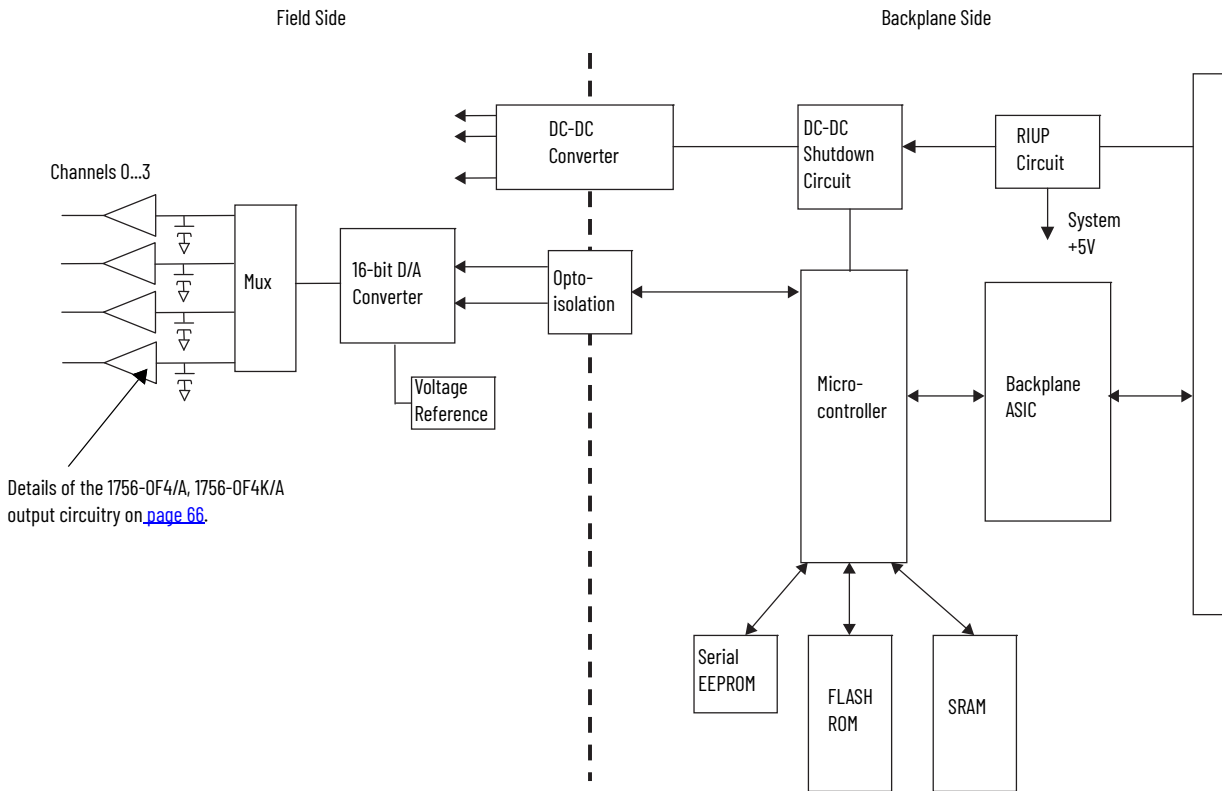 Field Side
Backplane Side
DC-DC
Converter
DC-DC
Shutdown
Circuit
RIUP
Circuit
System
+5V
Channels 0...3
Mux
16-bit D/A
Converter
Opto-
isolation
Voltage
Reference
Micro-
controller
Backplane
ASIC
Details of the 1756-OF4/A, 1756-OF4K/A
output circuitry on page 66.
Serial
EEPROM
FLASH
ROM
SRAM